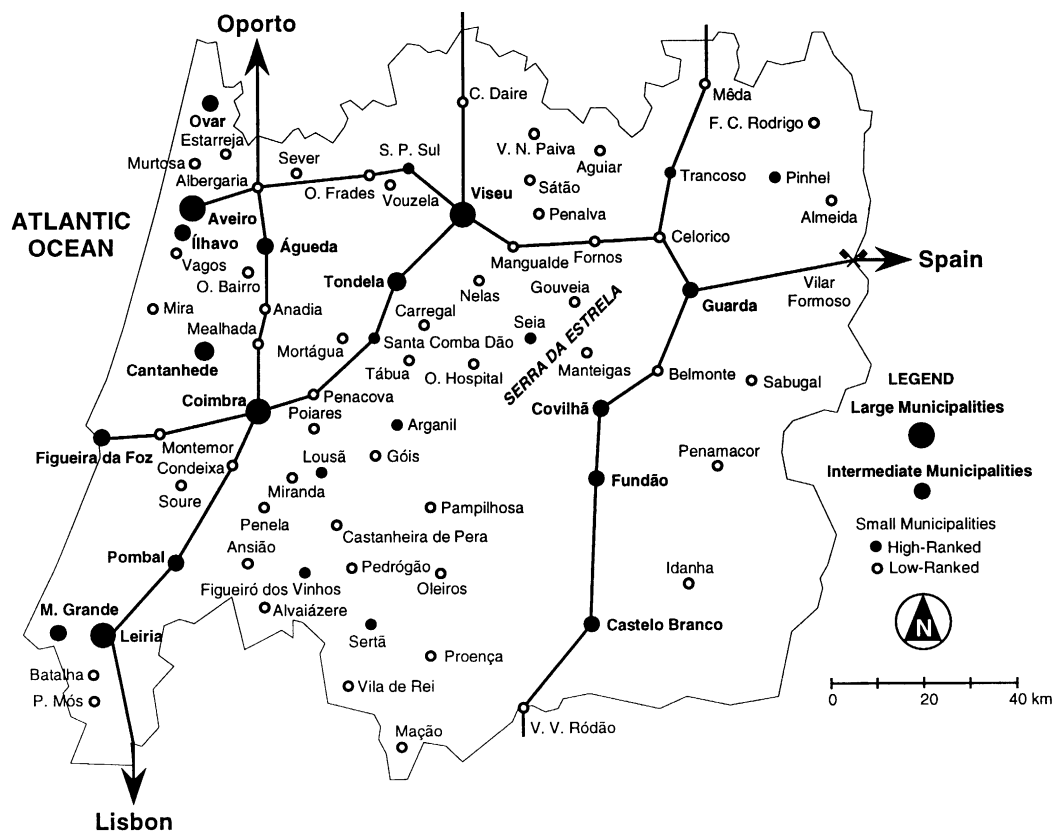 Oporto
C. Daire
Mêda
Ovar
F. C. Rodrigo
Estarreja
V. N. Paiva
S. P. Sul
Sever
Murtosa
Aguiar
Albergaria
Trancoso
Pinhel
O. Frades
Sátão
Vouzela
Viseu
Almeida
ATLANTIC
OCEAN
Aveiro
Penalva
Ílhavo
Águeda
Celorico
Fornos
Mangualde
Spain
Vagos
O. Bairro
Tondela
Nelas
Gouveia
Vilar
Formoso
Guarda
Mira
Anadia
Carregal
Seia
SERRA DA ESTRELA
Mealhada
Mortágua
Santa Comba Dão
Cantanhede
Tábua
O. Hospital
Manteigas
Belmonte
Sabugal
LEGEND
Coimbra
Penacova
Covilhã
Large Municipalities
Poiares
Arganil
Montemor
Figueira da Foz
Condeixa
Lousã
Góis
Penamacor
Intermediate Municipalities
Fundão
Soure
Miranda
Penela
Pampilhosa
Small Municipalities
Castanheira de Pera
High-Ranked
Pombal
Ansião
Pedrógão
Idanha
Low-Ranked
Figueiró dos Vinhos
Oleiros
M. Grande
Alvaiázere
Leiria
Castelo Branco
N
Sertã
Proença
Batalha
Vila de Rei
P. Mós
0 20 40 km
V. V. Ródão
Mação
Lisbon